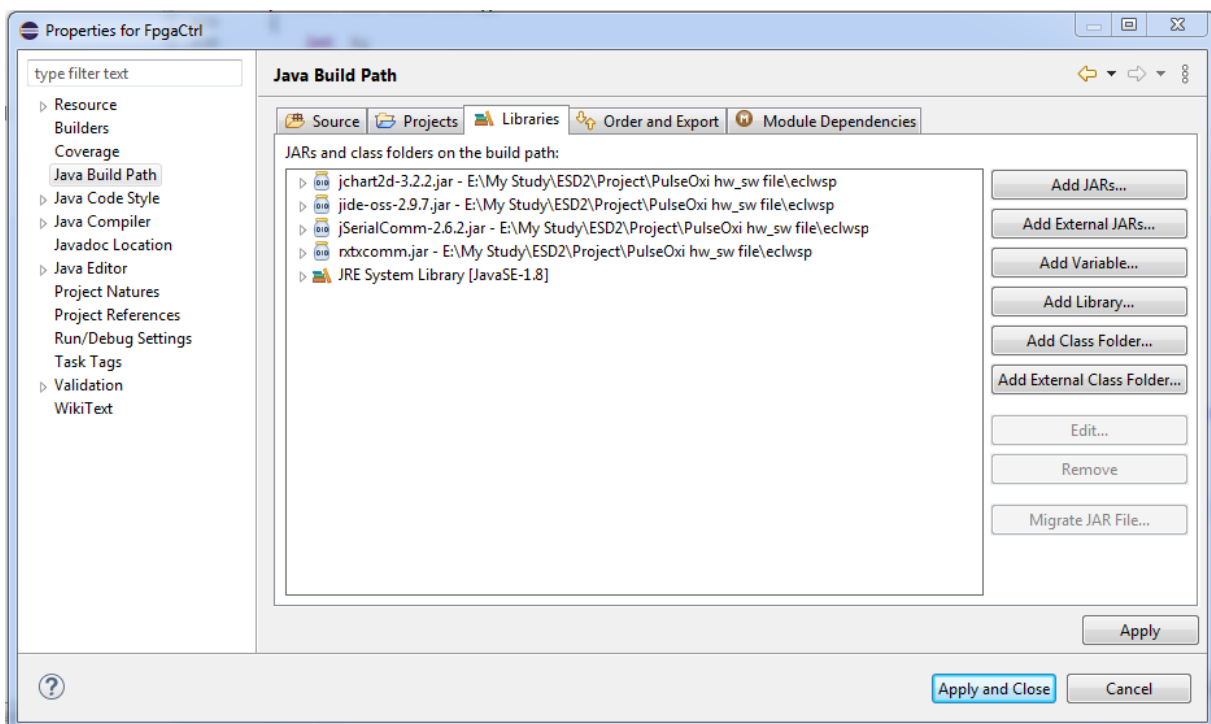 Properties for FpgaCtrl
type filter text
Resource
Builders
Coverage
Java Build Path
Java Code Style
Java Compiler
Javadoc Location
Java Editor
Project Natures
Project References
Run/Debug Settings
Task Tags
Validation
WikiText
Java Build Path
Source Projects Libraries Order and Export Module Dependencies
JARs and class folders on the build path:
jchart2d-3.2.2.jar - E:\My Study\ESD2\Project\PulseOxi hw_sw file\eclwsp
jide-oss-2.9.7.jar - E:\My Study\ESD2\Project\PulseOxi hw_sw file\eclwsp
jSerialComm-2.6.2.jar - E:\My Study\ESD2\Project\PulseOxi hw_sw file\eclwsp
rxtxcomm.jar - E:\My Study\ESD2\Project\PulseOxi hw_sw file\eclwsp
JRE System Library [JavaSE-1.8]
Add JARs...
Add External JARs...
Add Variable...
Add Library...
Add Class Folder...
Add External Class Folder...
Edit...
Remove
Migrate JAR File...
Apply
Apply and Close
Cancel